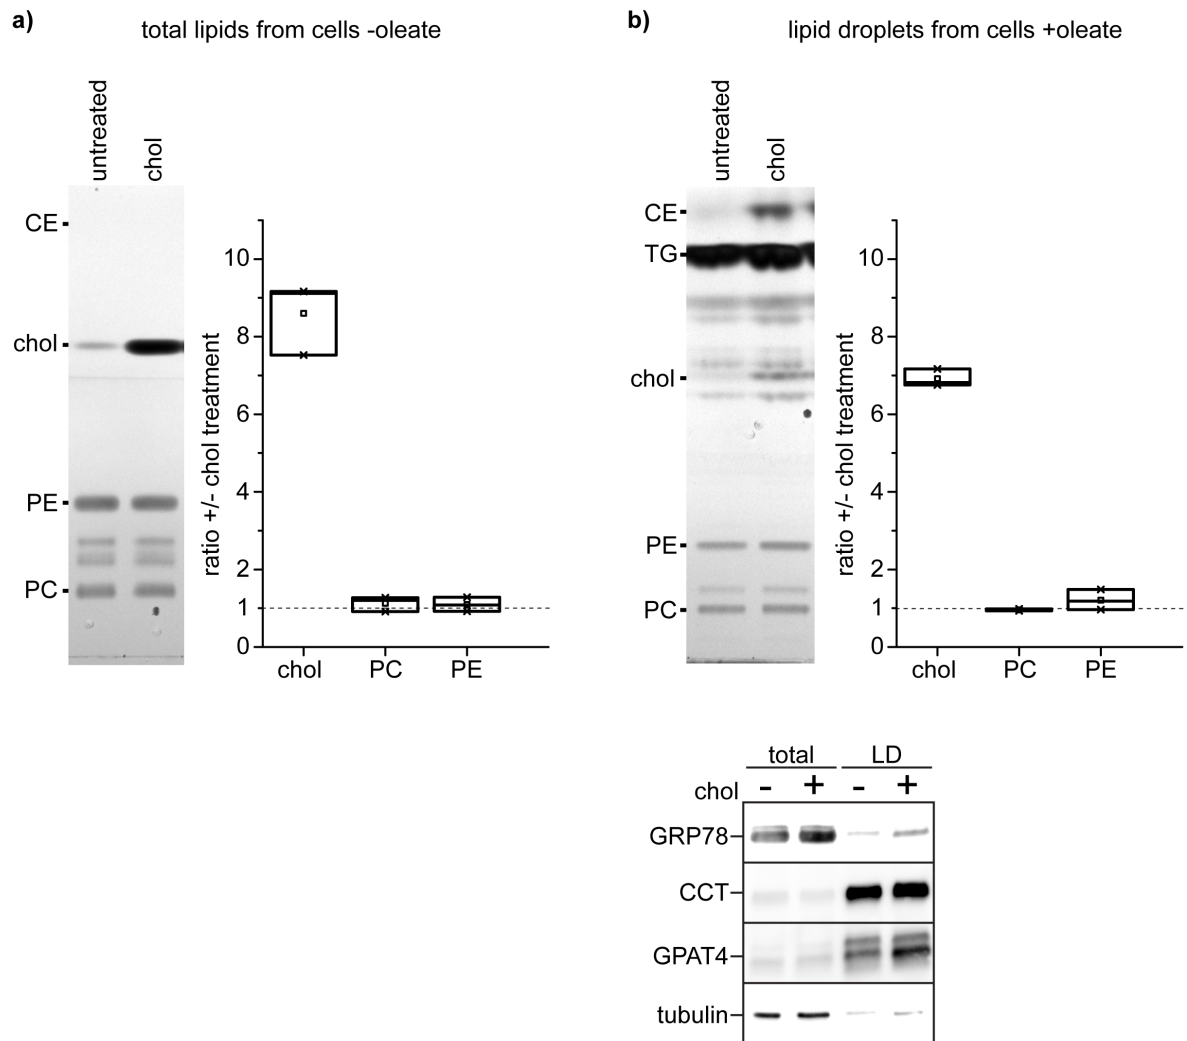 a)
total lipids from cells -oleate
untreated
chol
CE
chol
PE
PC
ratio +/- chol treatment
10
8
6
4
2
1
0
chol PC PE
b)
lipid droplets from cells +oleate
untreated
chol
CE
TG
chol
PE
PC
ratio +/- chol treatment
10
8
6
4
2
1
0
chol PC PE
total LD
chol - + - +
GRP78
CCT
GPAT4
tubulin